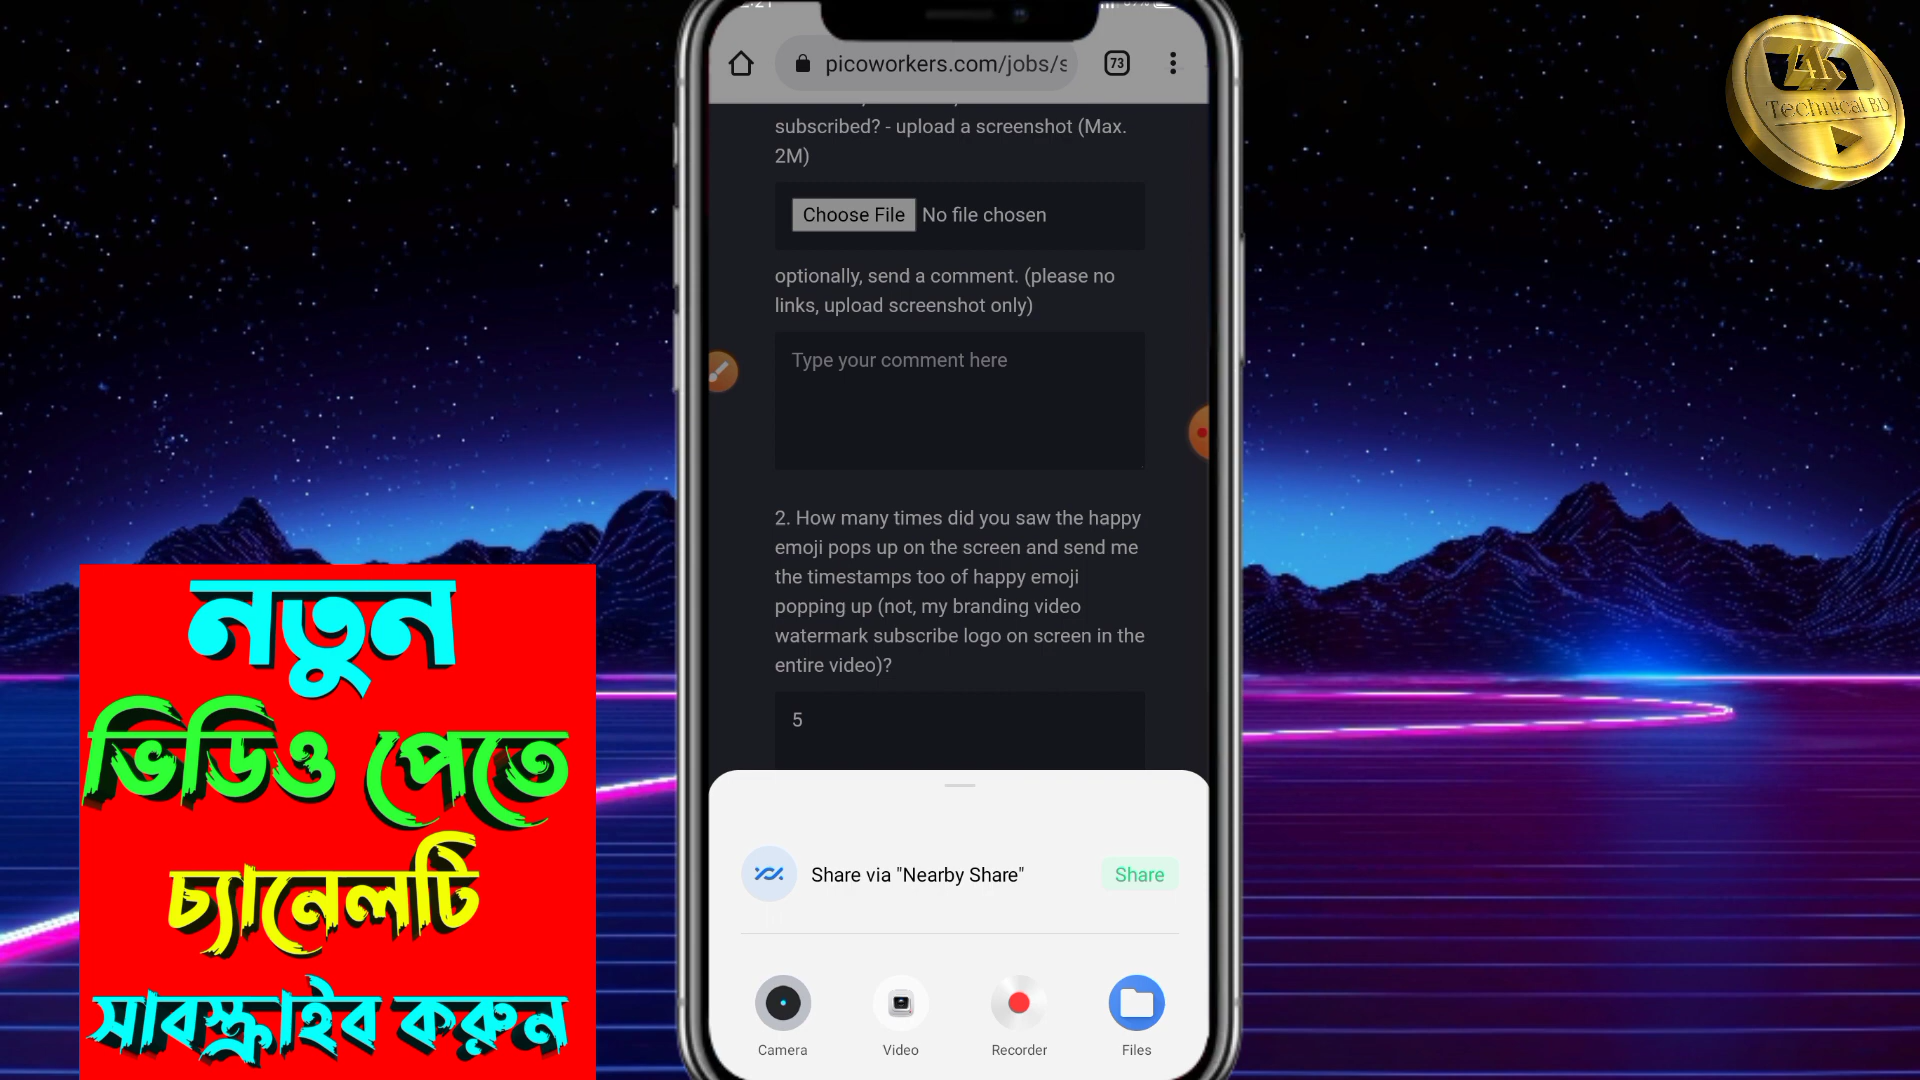 picoworkers.com/jobs/s
73
subscribed? - upload a screenshot (Max.
2M)
Choose File No file chosen
optionally, send a comment. (please no
links, upload screenshot only)
Type your comment here
2. How many times did you saw the happy
emoji pops up on the screen and send me
the timestamps too of happy emoji
popping up (not, my branding video
watermark subscribe logo on screen in the
entire video)?
5
Share via "Nearby Share"
Share
Camera Video Recorder Files
নতুন
ভিডিও পেতে
চ্যানেলটি
সাবস্ক্রাইব করুন
4K
Technical BD